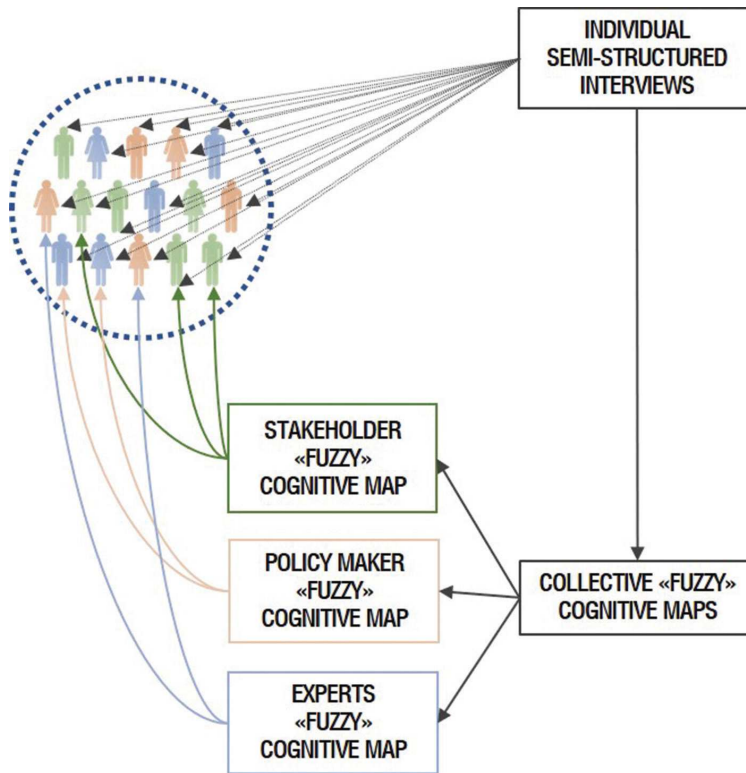 INDIVIDUAL
SEMI-STRUCTURED
INTERVIEWS
STAKEHOLDER
«FUZZY»
COGNITIVE MAP
POLICY MAKER
«FUZZY»
COGNITIVE MAP
COLLECTIVE «FUZZY»
COGNITIVE MAPS
EXPERTS
«FUZZY»
COGNITIVE MAP